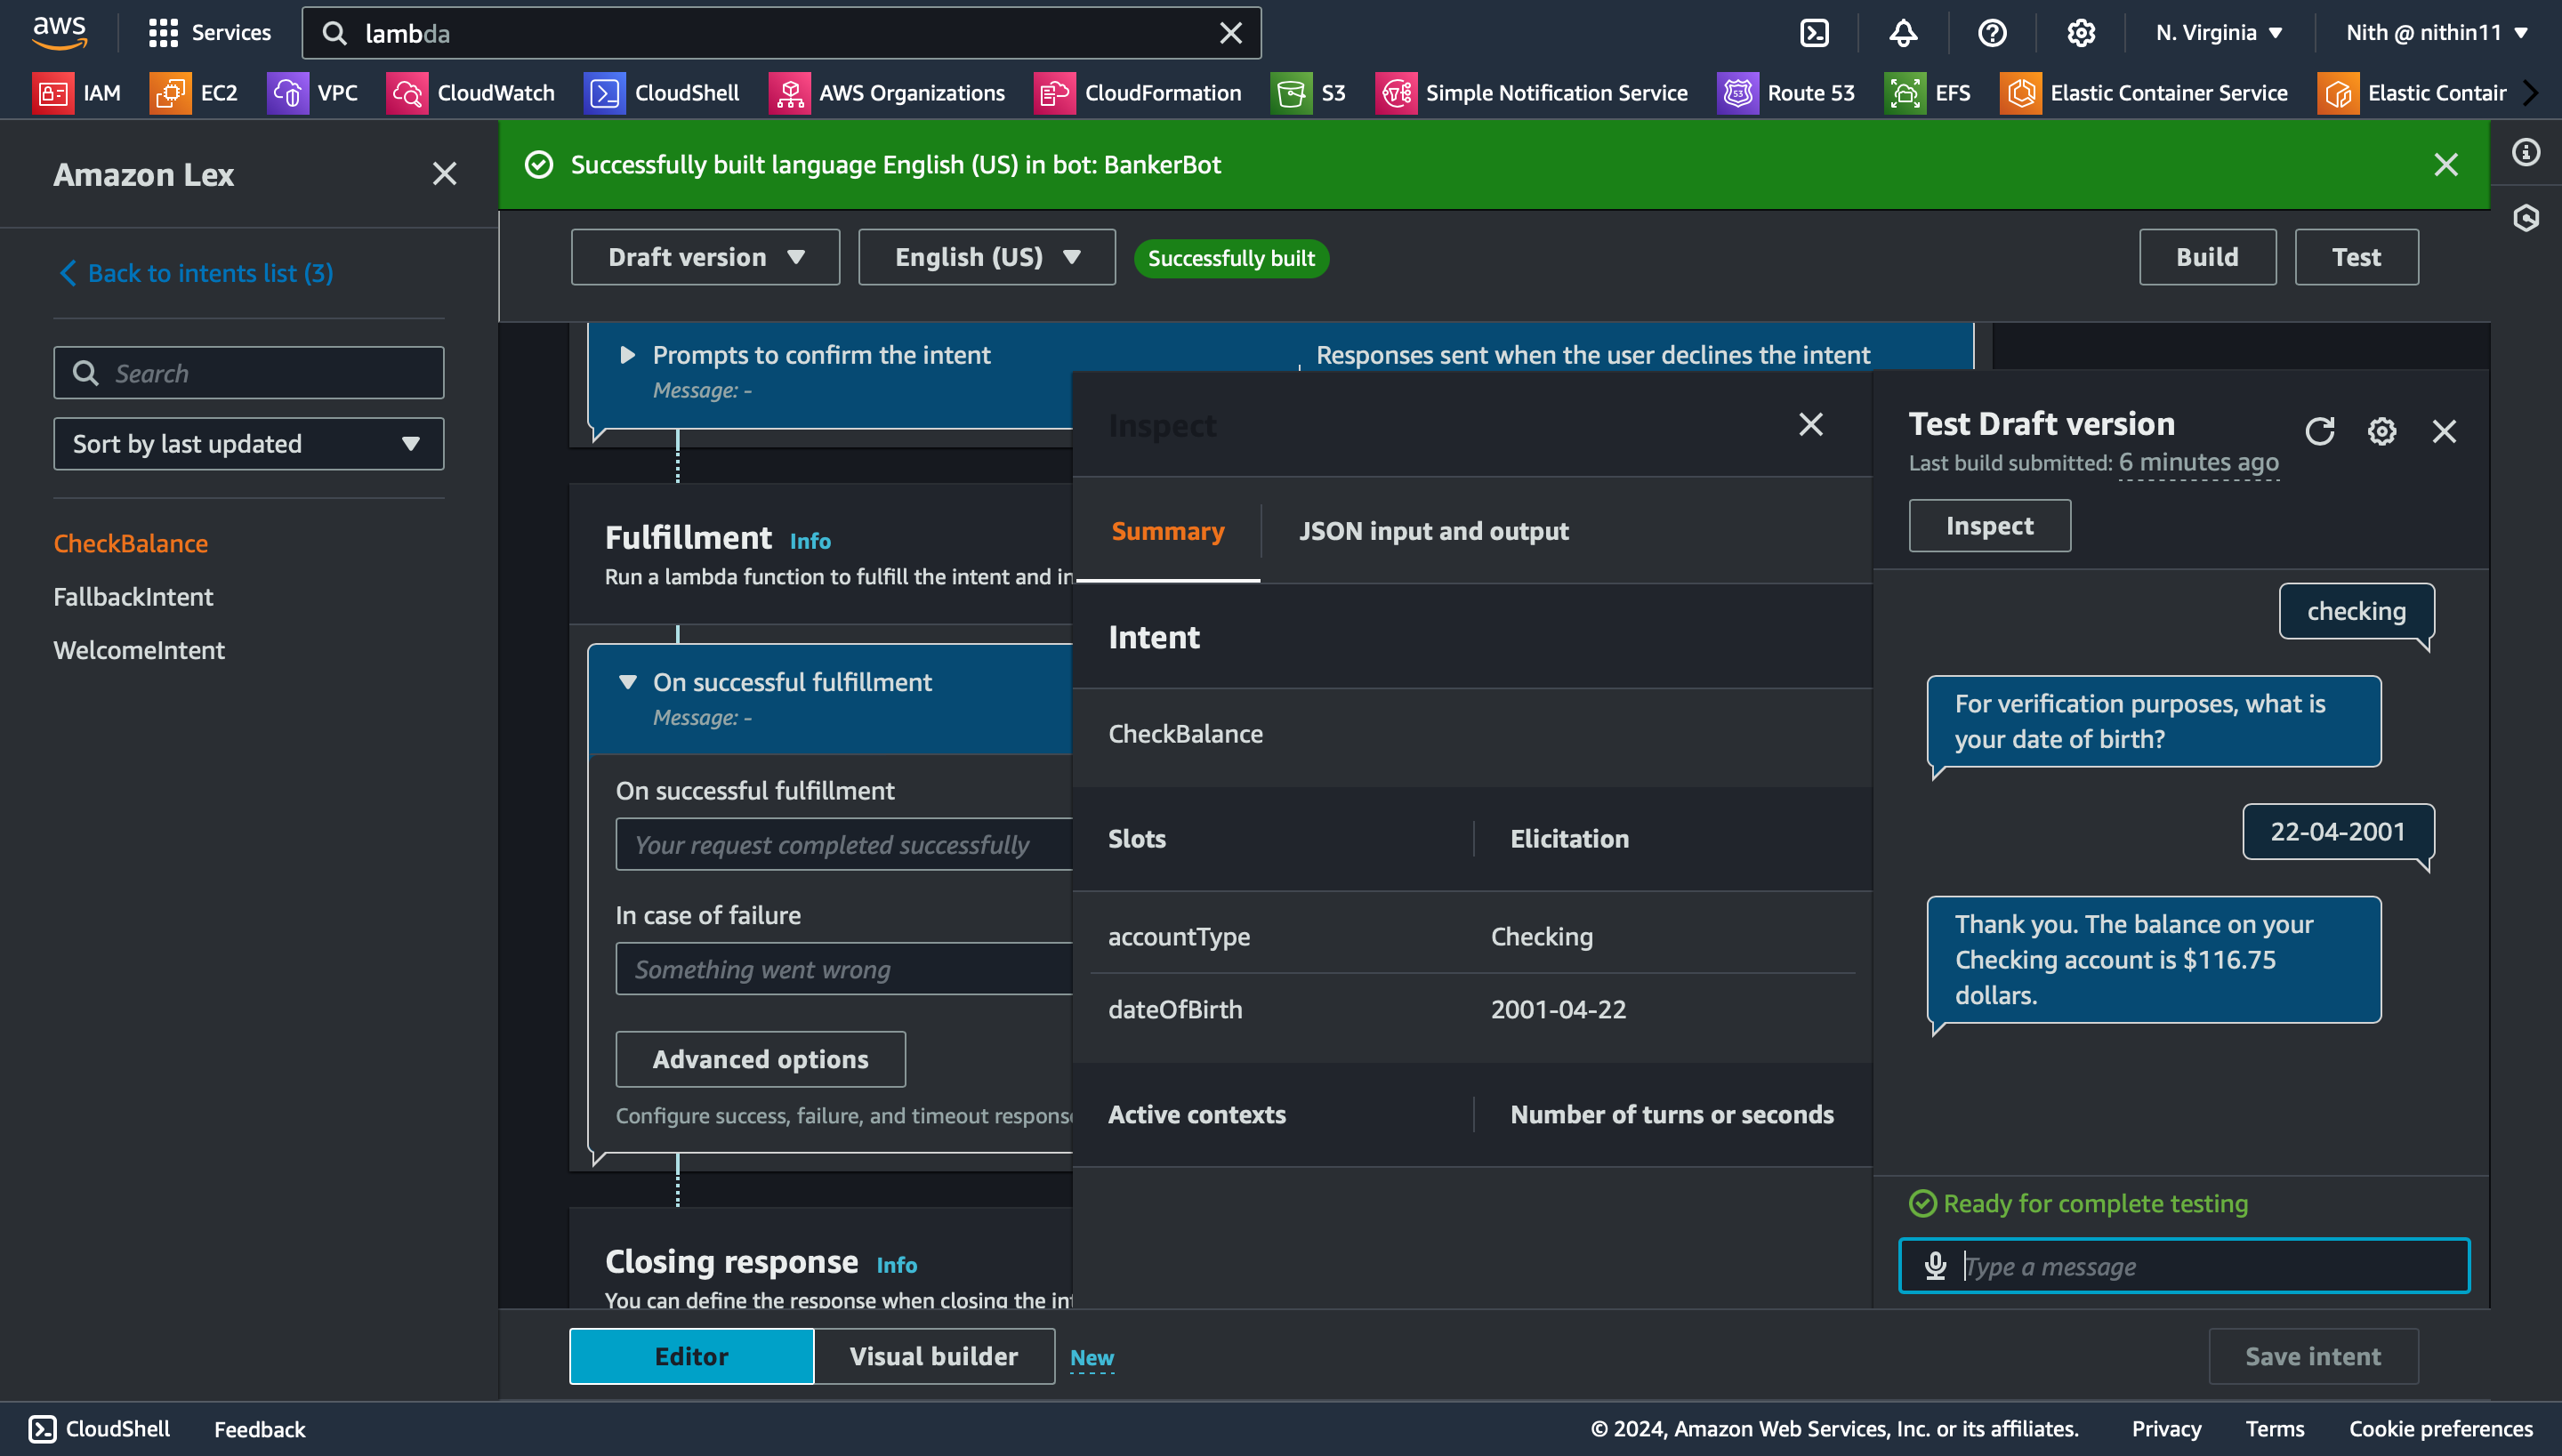 aws
Services
lambda
N. Virginia
Nith @ nithin11
IAM
EC2
VPC
CloudWatch
CloudShell
AWS Organizations
CloudFormation
S3
Simple Notification Service
53
Route 53
EFS
Elastic Container Service
Elastic Contair
Amazon Lex
Successfully built language English (US) in bot: BankerBot
Back to intents list (3)
Draft version
English (US)
Successfully built
Build
Test
Search
Sort by last updated
CheckBalance
FallbackIntent
WelcomeIntent
Prompts to confirm the intent
Message: -
Responses sent when the user declines the intent
Fulfillment Info
Run a lambda function to fulfill the intent and in
On successful fulfillment
Message: -
On successful fulfillment
Your request completed successfully
In case of failure
Something went wrong
Advanced options
Configure success, failure, and timeout response
Closing response Info
You can define the response when closing the int
Inspect
Summary
JSON input and output
Intent
CheckBalance
Slots
Elicitation
accountType
Checking
dateOfBirth
2001-04-22
Active contexts
Number of turns or seconds
Test Draft version
Last build submitted: 6 minutes ago
Inspect
checking
For verification purposes, what is
your date of birth?
22-04-2001
Thank you. The balance on your
Checking account is $116.75
dollars.
Ready for complete testing
Type a message
Editor
Visual builder
New
Save intent
CloudShell
Feedback
© 2024, Amazon Web Services, Inc. or its affiliates.
Privacy
Terms
Cookie preferences